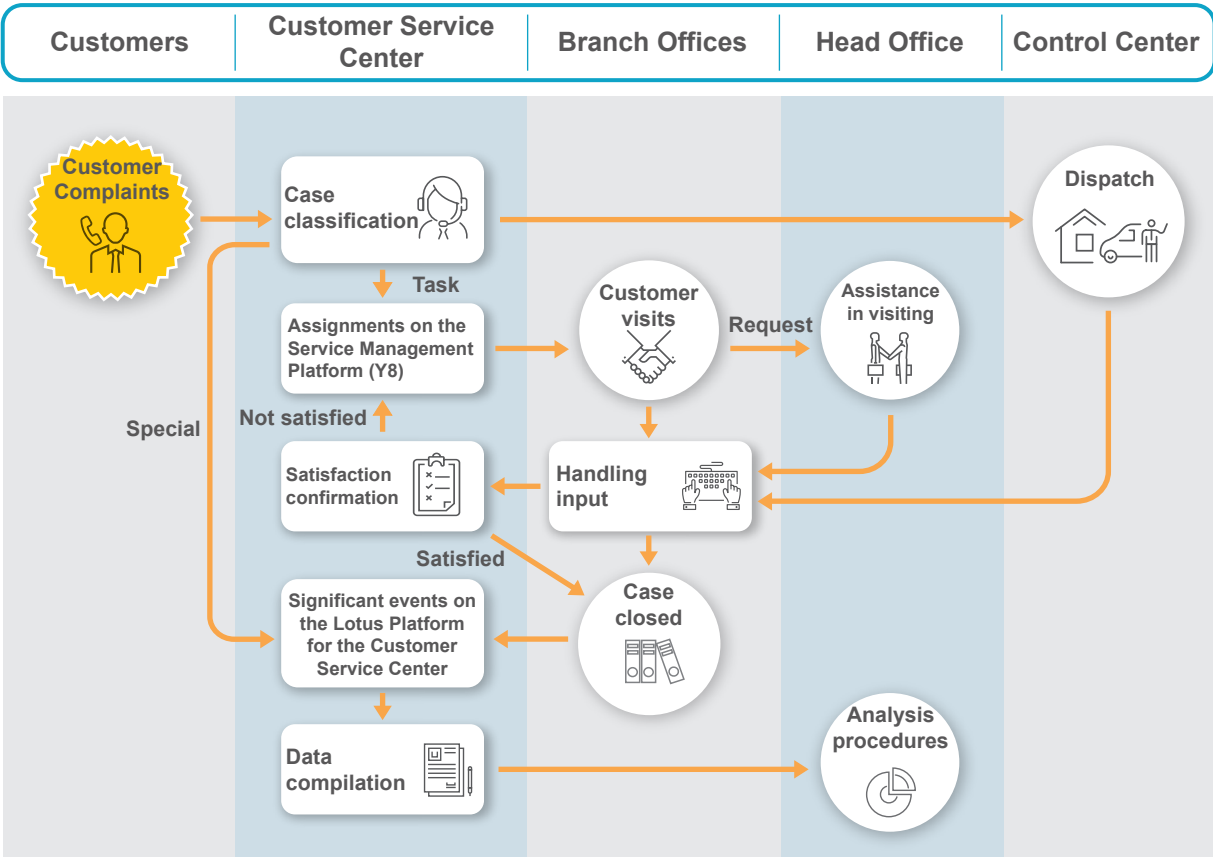 Customers
Customer Service
Center
Branch Offices
Head Office
Control Center
Customer
Complaints
Case
classification
Dispatch
Task
Customer
visits
Request
Assistance
in visiting
Assignments on the
Service Management
Platform (Y8)
Special
Not satisfied
Satisfaction
confirmation
Handling
input
Satisfied
Case
closed
Significant events on
the Lotus Platform
for the Customer
Service Center
Data
compilation
Analysis
procedures